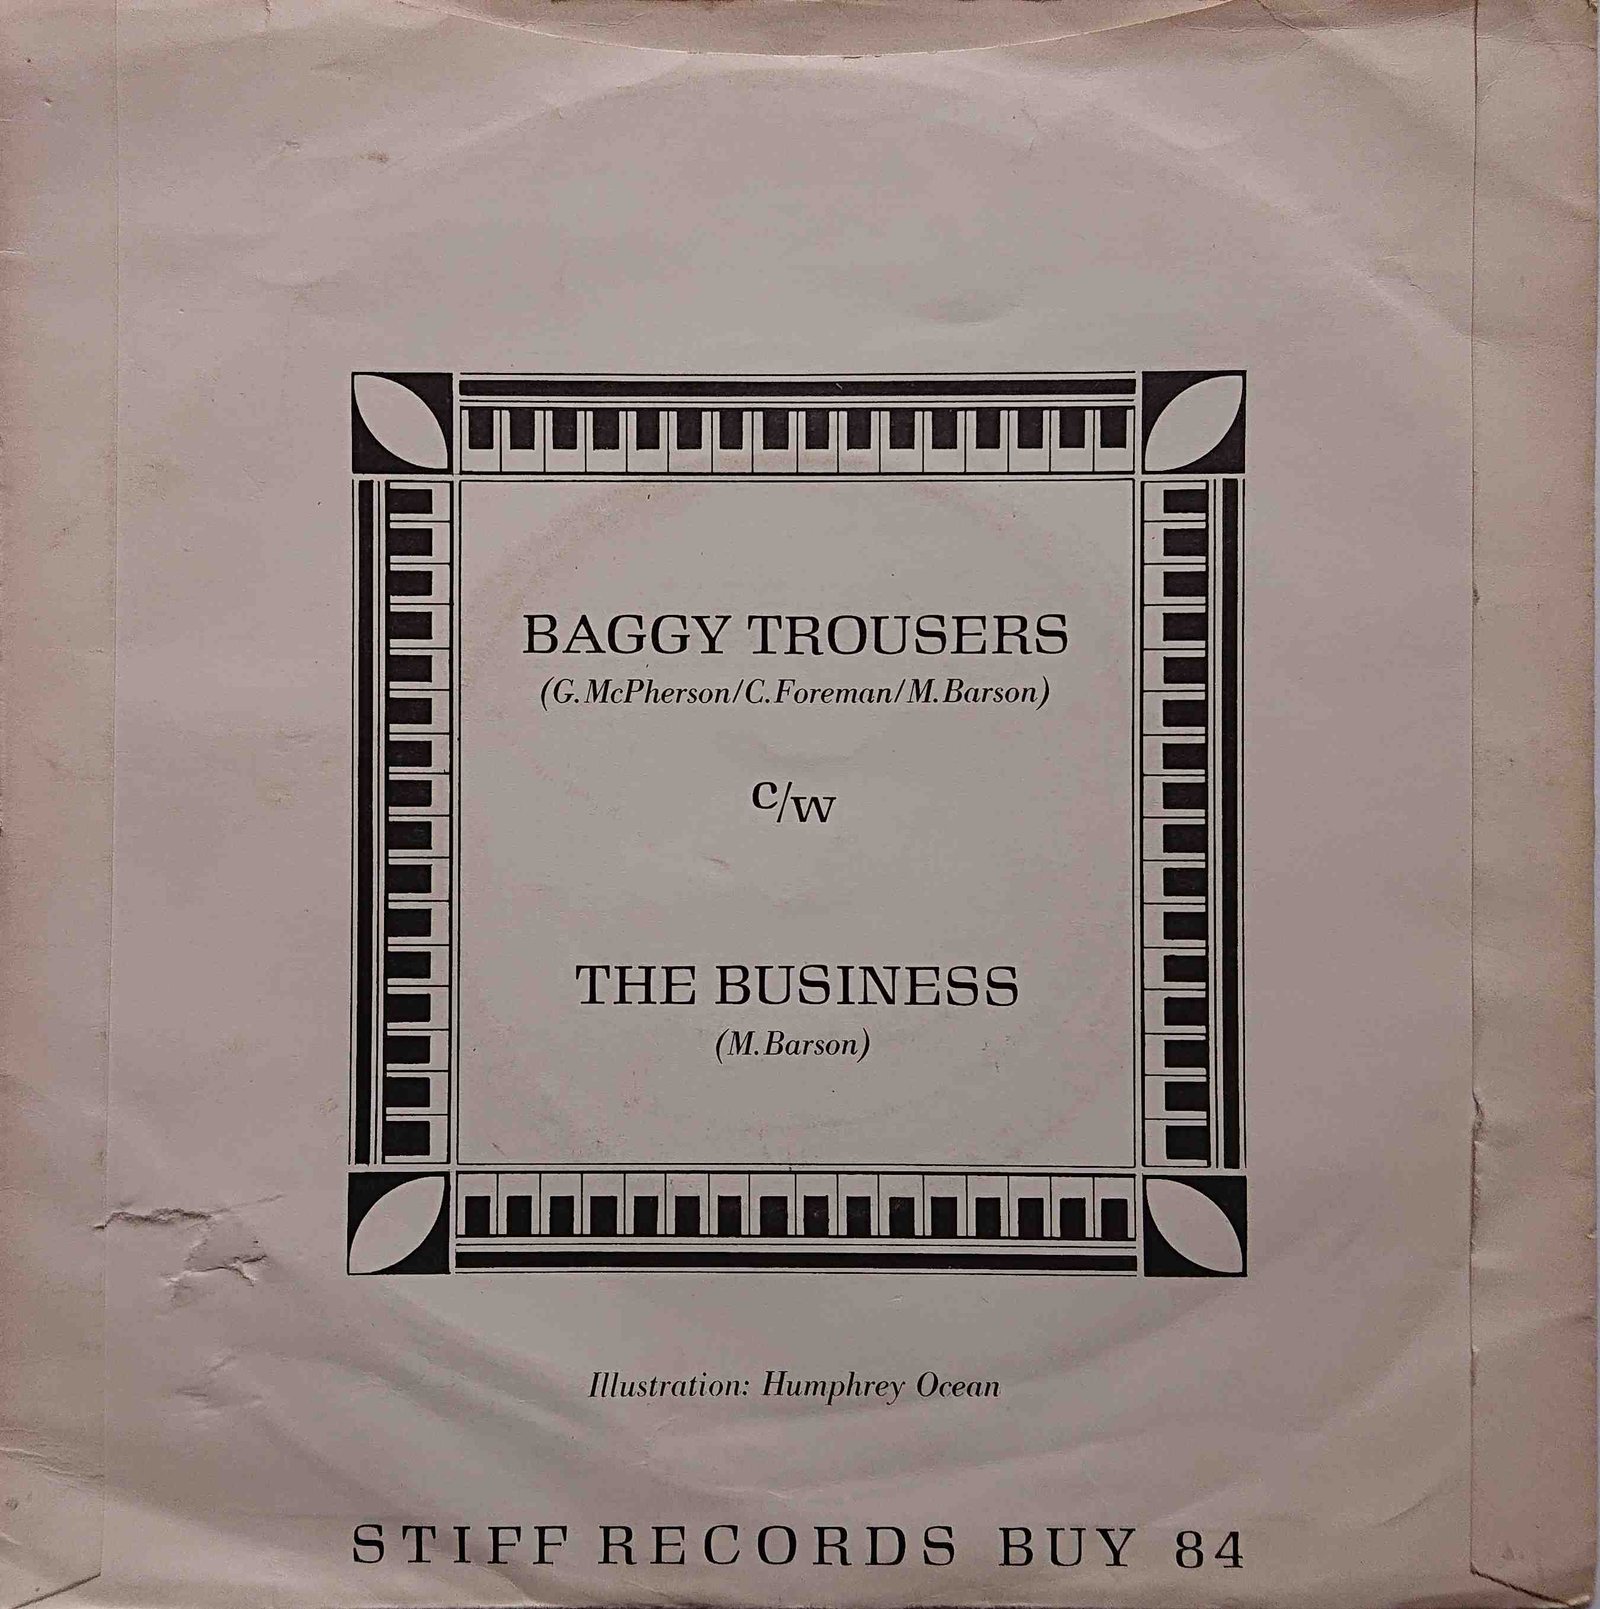 BAGGY TROUSERS
(G. McPherson/C. Foreman/M. Barson)
c/w
THE BUSINESS
(M. Barson)
Illustration: Humphrey Ocean
STIFF RECORDS BUY 84